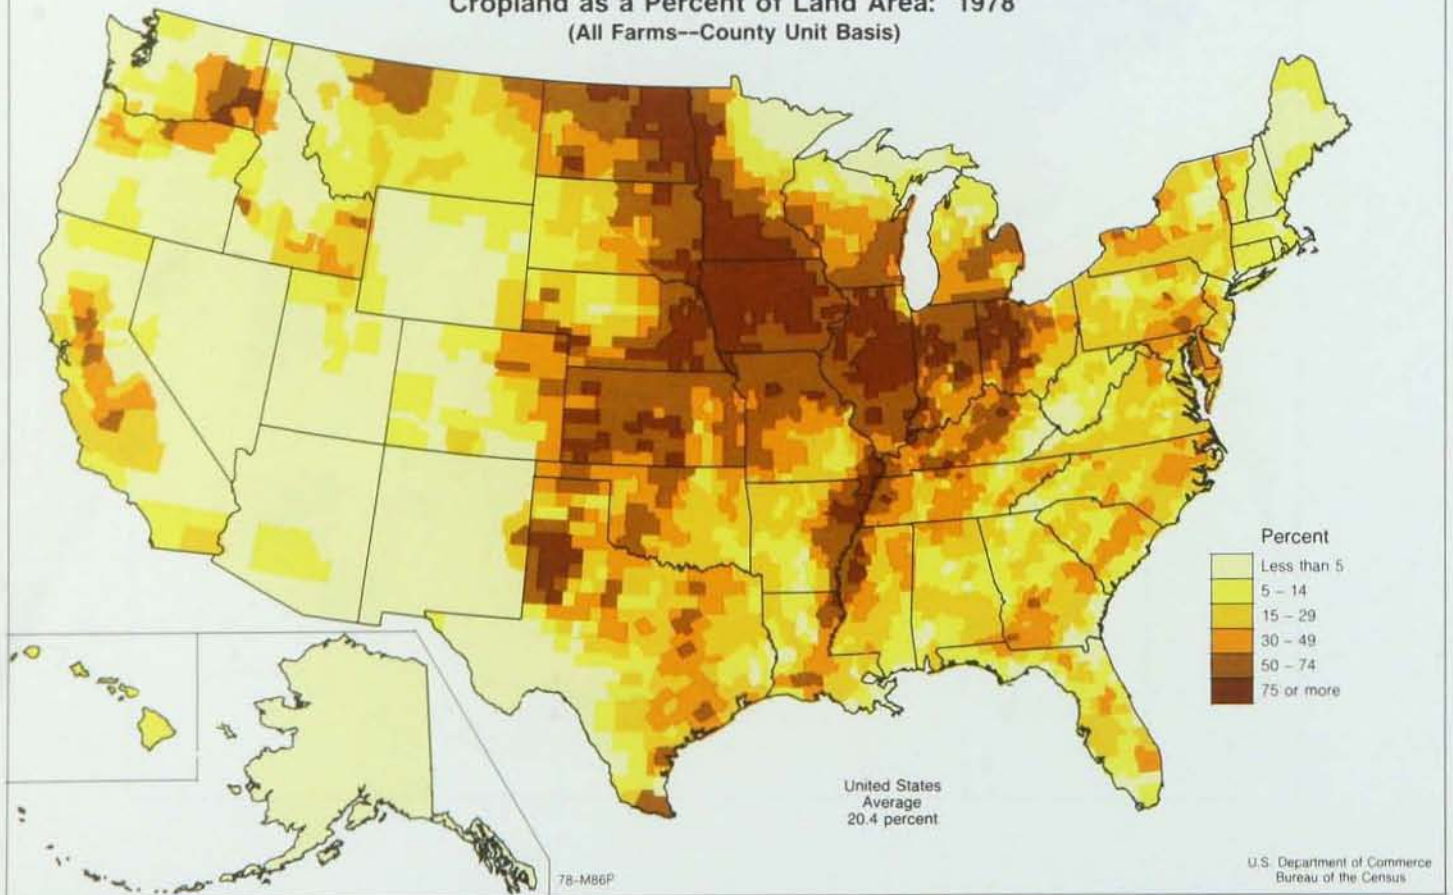 Cropland as a Percent of Land Area: 1978
(All Farms--County Unit Basis)
Percent
Less than 5
5 - 14
15 - 29
30 - 49
50 - 74
75 or more
United States
Average
20.4 percent
78-M86P
U.S. Department of Commerce
Bureau of the Census